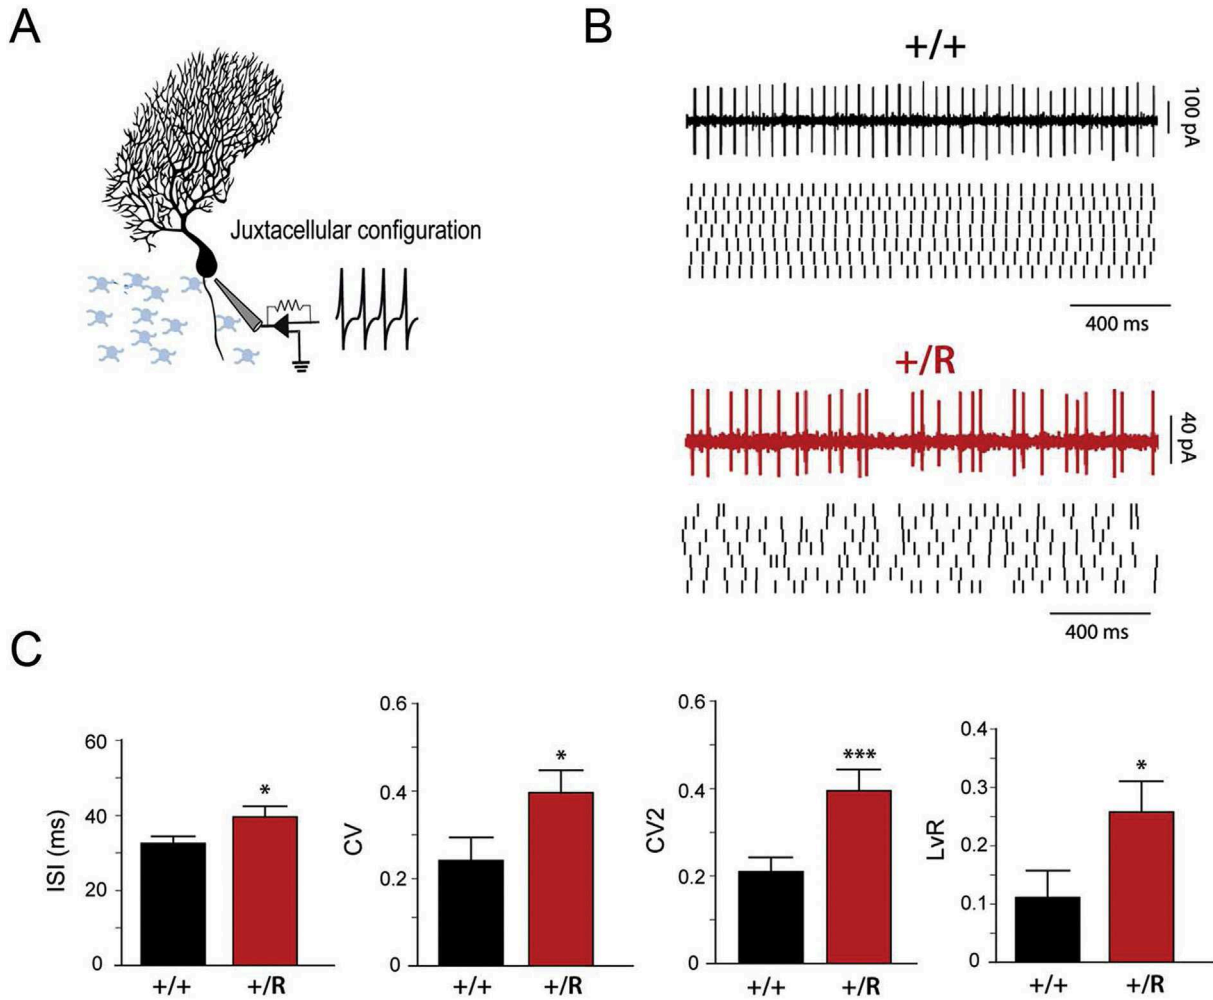 A
Juxtacellular configuration
B
+/+
100 pA
400 ms
+/R
40 pA
400 ms
C
ISI (ms)
60
40
20
0
*
+/+ +/R
CV
0.6
0.4
0.2
0
*
+/+ +/R
CV2
0.6
0.4
0.2
0
***
+/+ +/R
LvR
0.4
0.3
0.2
0.1
0
*
+/+ +/R